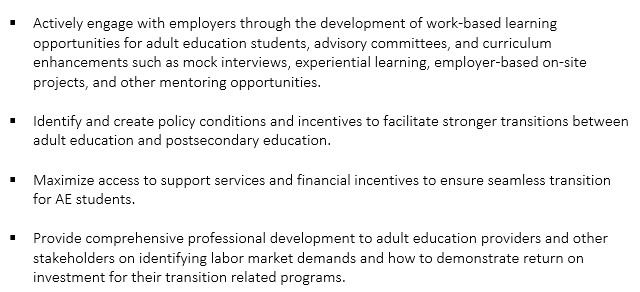 ▪ Actively engage with employers through the development of work-based learning
opportunities for adult education students, advisory committees, and curriculum
enhancements such as mock interviews, experiential learning, employer-based on-site
projects, and other mentoring opportunities.
▪ Identify and create policy conditions and incentives to facilitate stronger transitions between
adult education and postsecondary education.
▪ Maximize access to support services and financial incentives to ensure seamless transition
for AE students.
▪ Provide comprehensive professional development to adult education providers and other
stakeholders on identifying labor market demands and how to demonstrate return on
investment for their transition related programs.